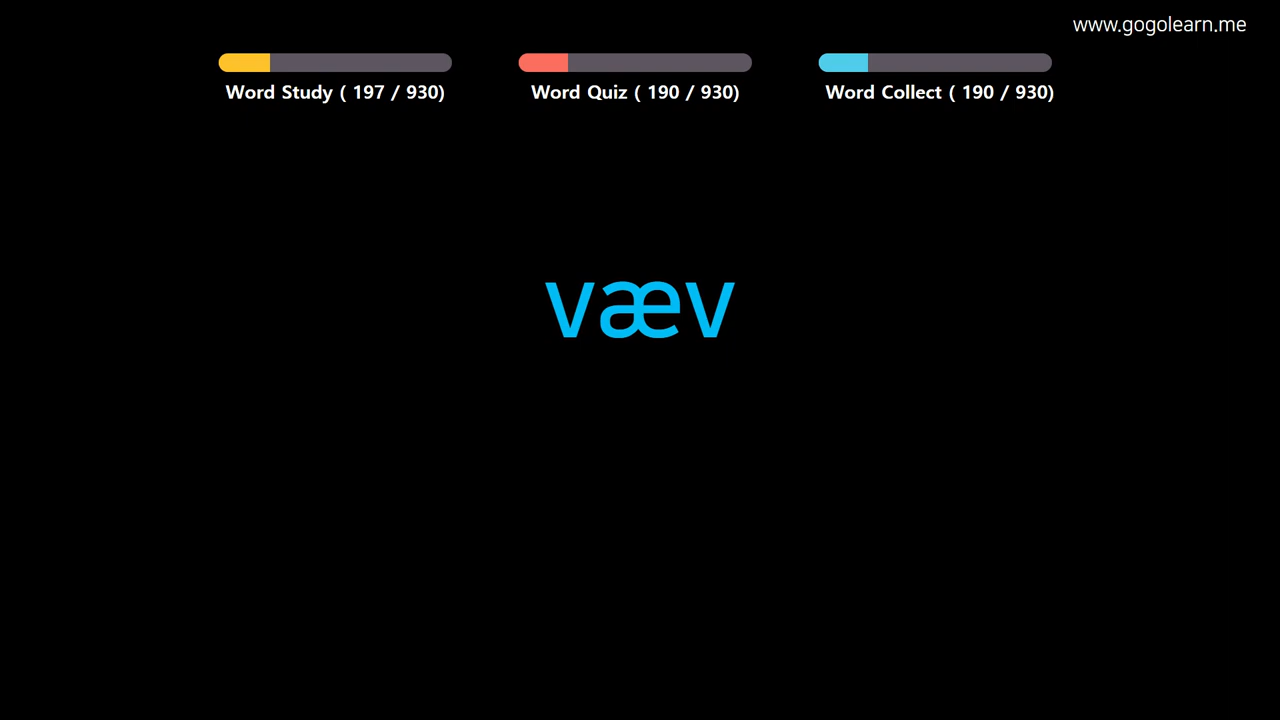 www.gogolearn.me
Word Study ( 197 / 930)
Word Quiz ( 190 / 930)
Word Collect ( 190 / 930)
væv